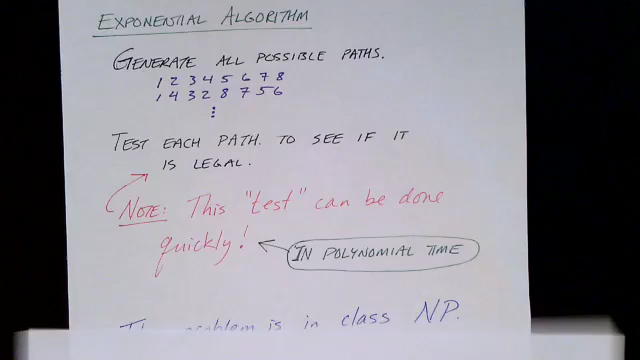 EXPONENTIAL ALGORITHM
GENERATE ALL POSSIBLE PATHS.
1 2 3 4 5 6 7 8
1 4 3 2 8 7 5 6
⋮
TEST EACH PATH TO SEE IF IT
IS LEGAL.
NOTE: This "test" can be done
quickly!
IN POLYNOMIAL TIME
problem is in class NP.